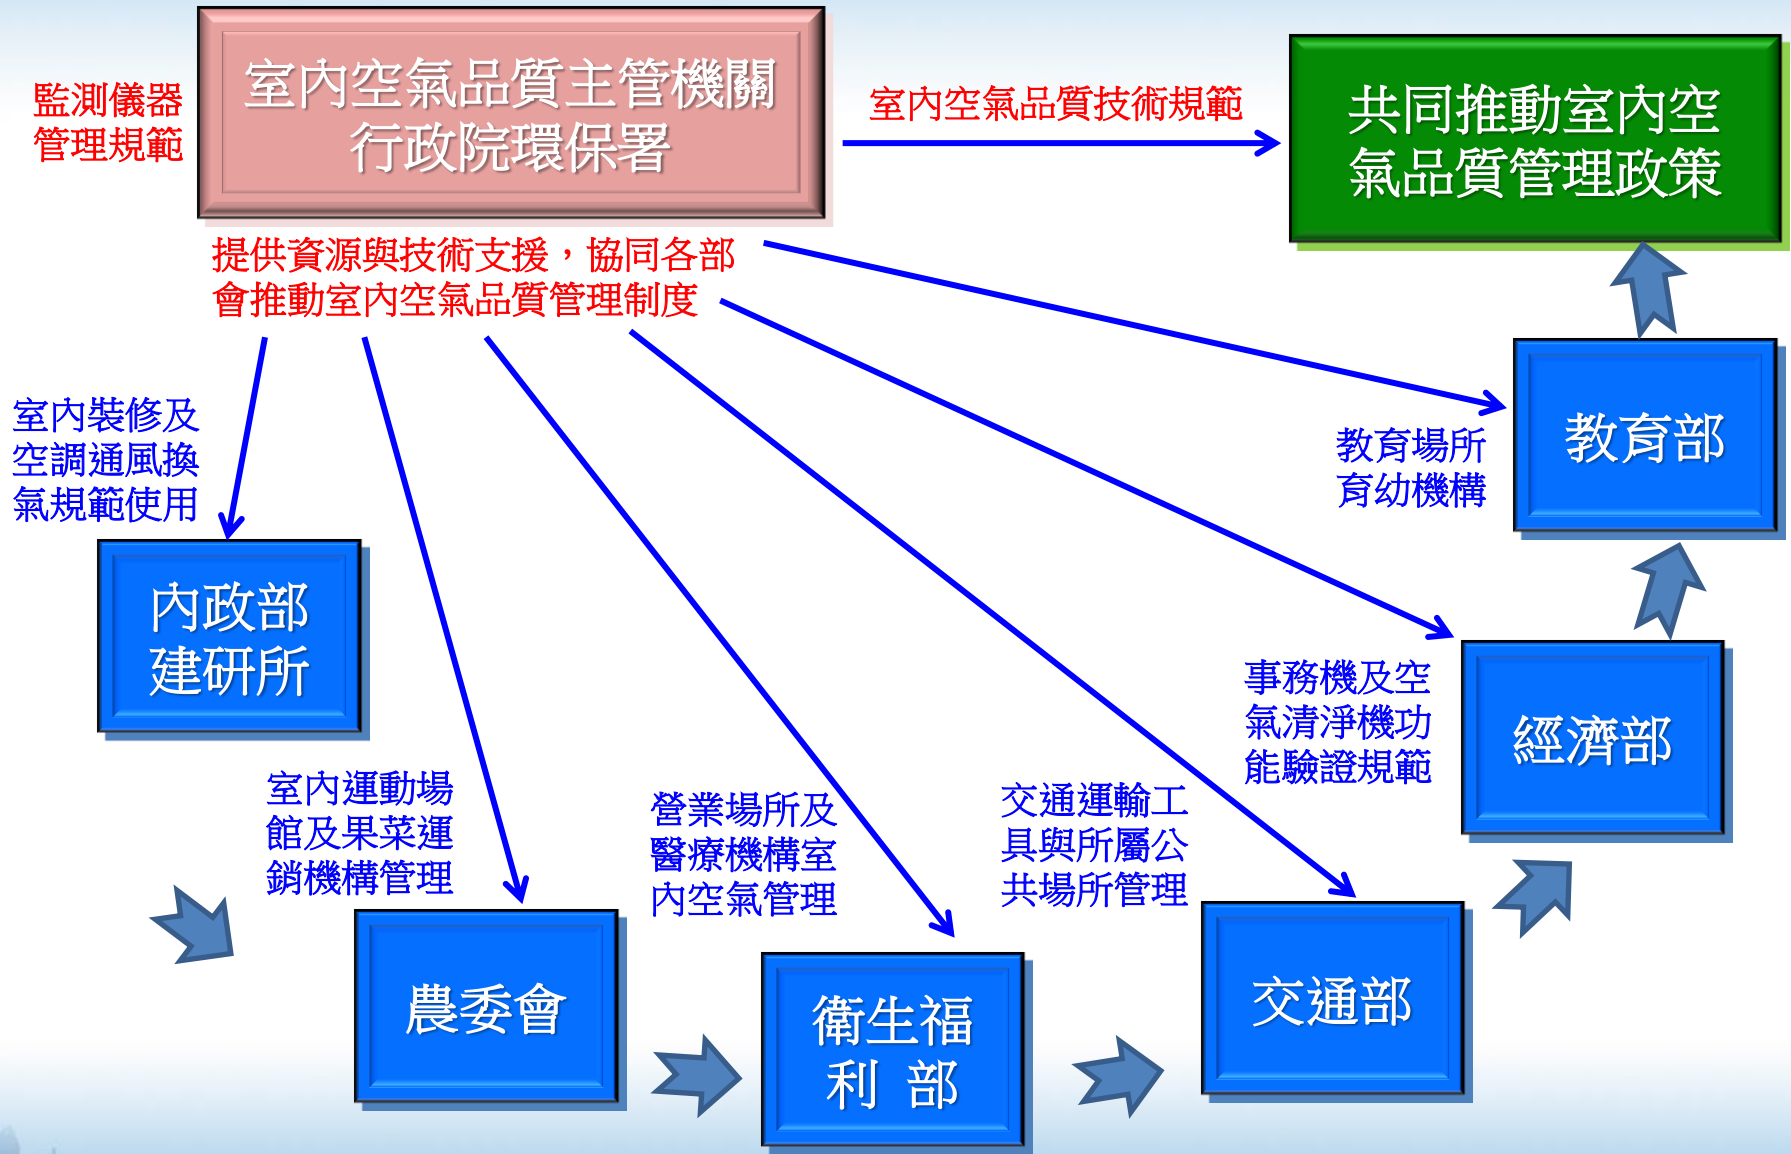 監測儀器
管理規範
室內空氣品質主管機關
行政院環保署
室內空氣品質技術規範
共同推動室內空
氣品質管理政策
提供資源與技術支援，協同各部
會推動室內空氣品質管理制度
室內裝修及
空調通風換
氣規範使用
內政部
建研所
室內運動場
館及果菜運
銷機構管理
農委會
營業場所及
醫療機構室
內空氣管理
衛生福
利 部
交通運輸工
具與所屬公
共場所管理
交通部
事務機及空
氣清淨機功
能驗證規範
經濟部
教育場所
育幼機構
教育部